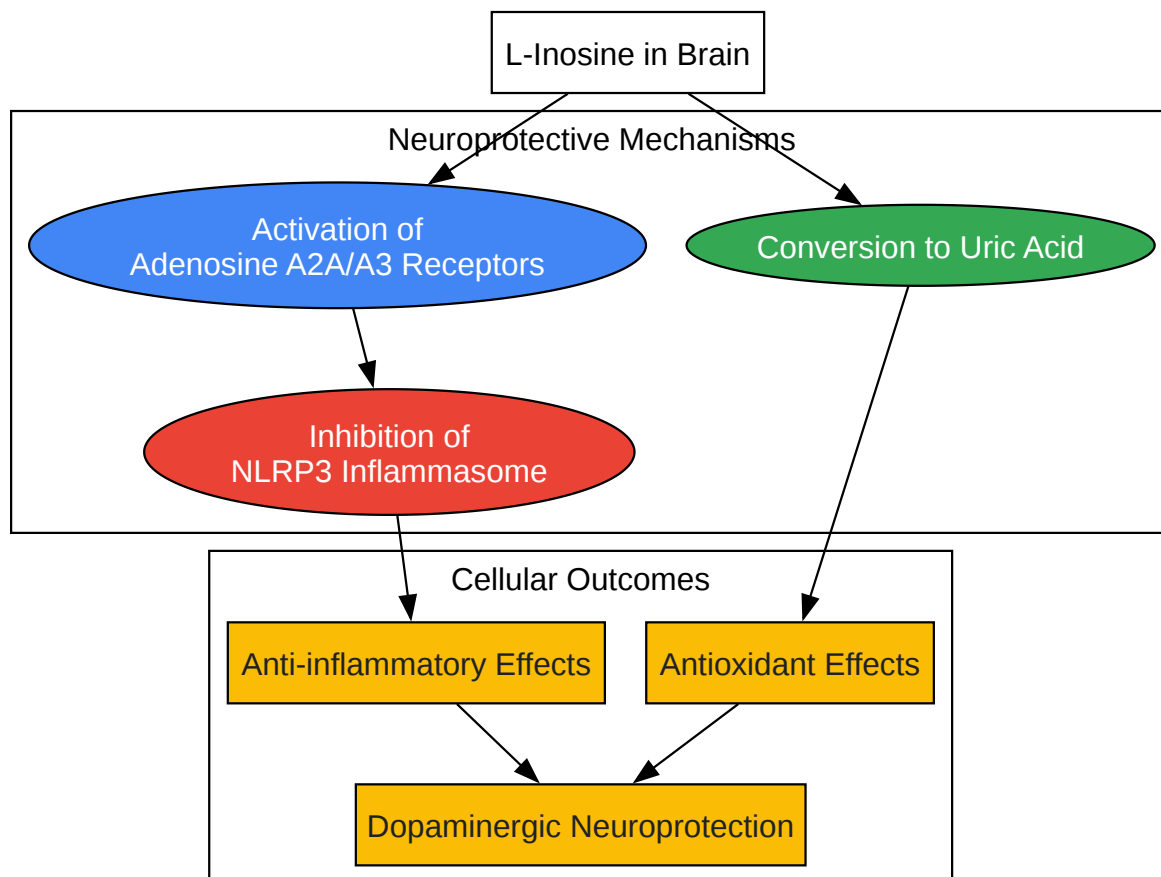 L-Inosine in Brain
Neuroprotective Mechanisms
Activation of
Adenosine A2A/A3 Receptors
Conversion to Uric Acid
Inhibition of
NLRP3 Inflammasome
Cellular Outcomes
Anti-inflammatory Effects
Antioxidant Effects
Dopaminergic Neuroprotection